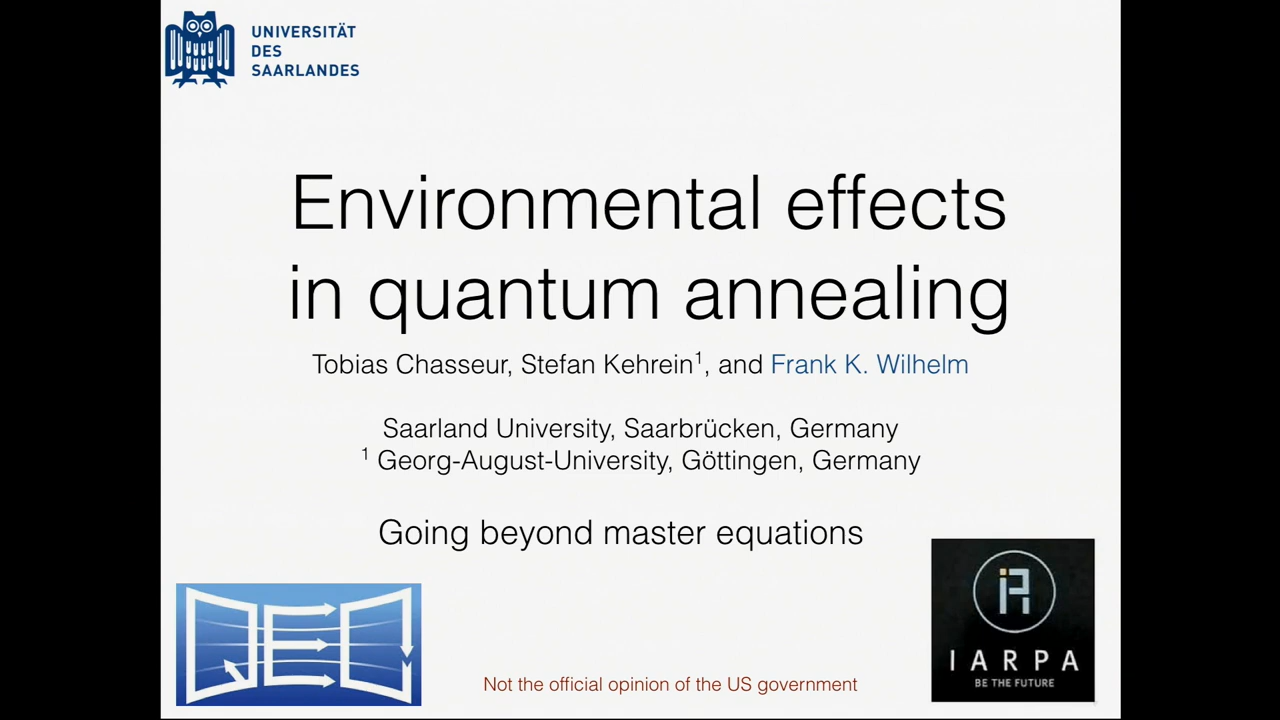 UNIVERSITÄT
DES
SAARLANDES
Environmental effects
in quantum annealing
Tobias Chasseur, Stefan Kehrein¹, and Frank K. Wilhelm
Saarland University, Saarbrücken, Germany
¹ Georg-August-University, Göttingen, Germany
Going beyond master equations
QEC
IARPA
BE THE FUTURE
Not the official opinion of the US government